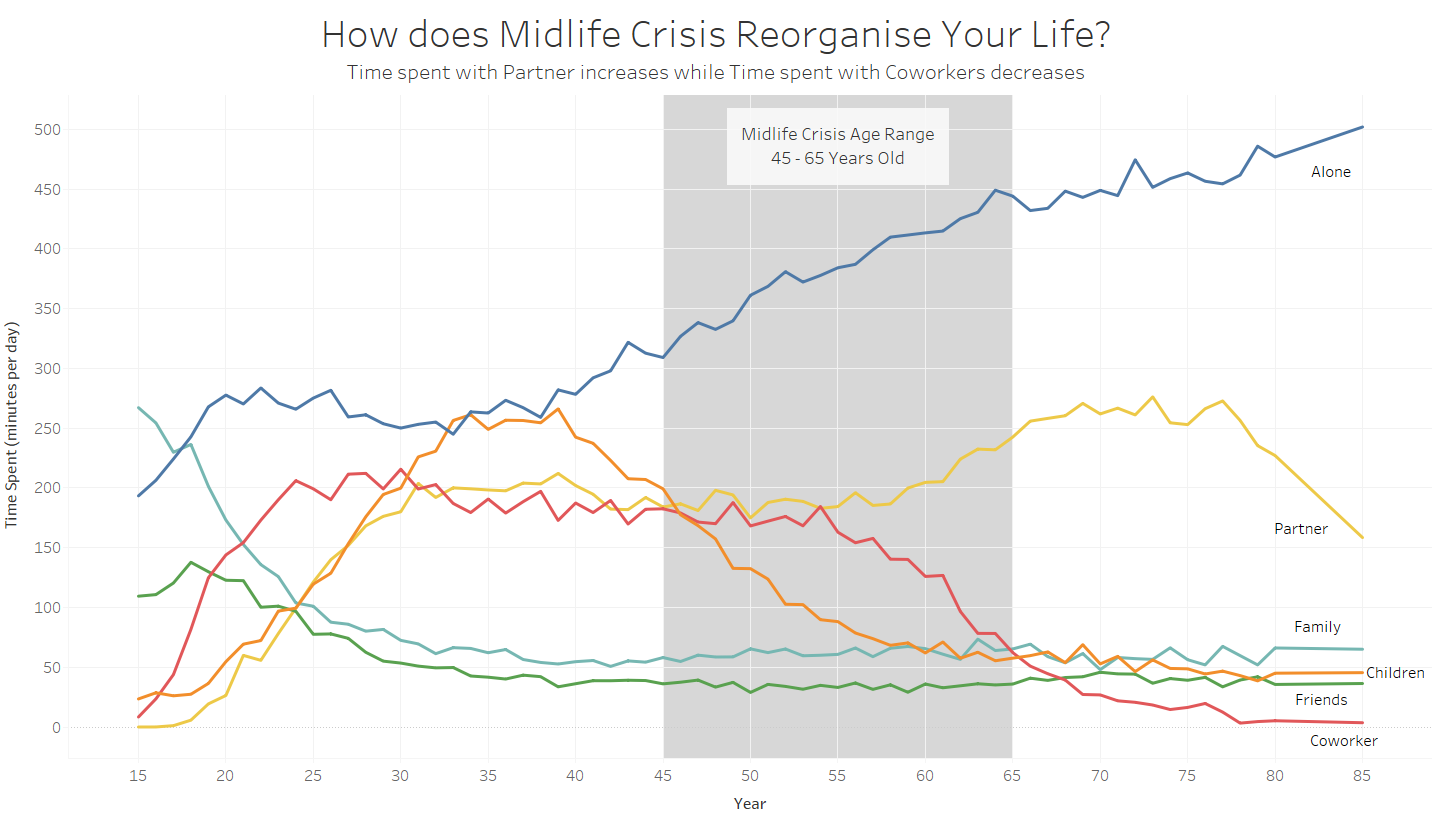 How does Midlife Crisis Reorganise Your Life?
Time spent with Partner increases while Time spent with Coworkers decreases
Midlife Crisis Age Range
45 - 65 Years Old
Time Spent (minutes per day)
500
450
400
350
300
250
200
150
100
50
0
Alone
Partner
Family
Children
Friends
Coworker
15 20 25 30 35 40 45 50 55 60 65 70 75 80 85
Year